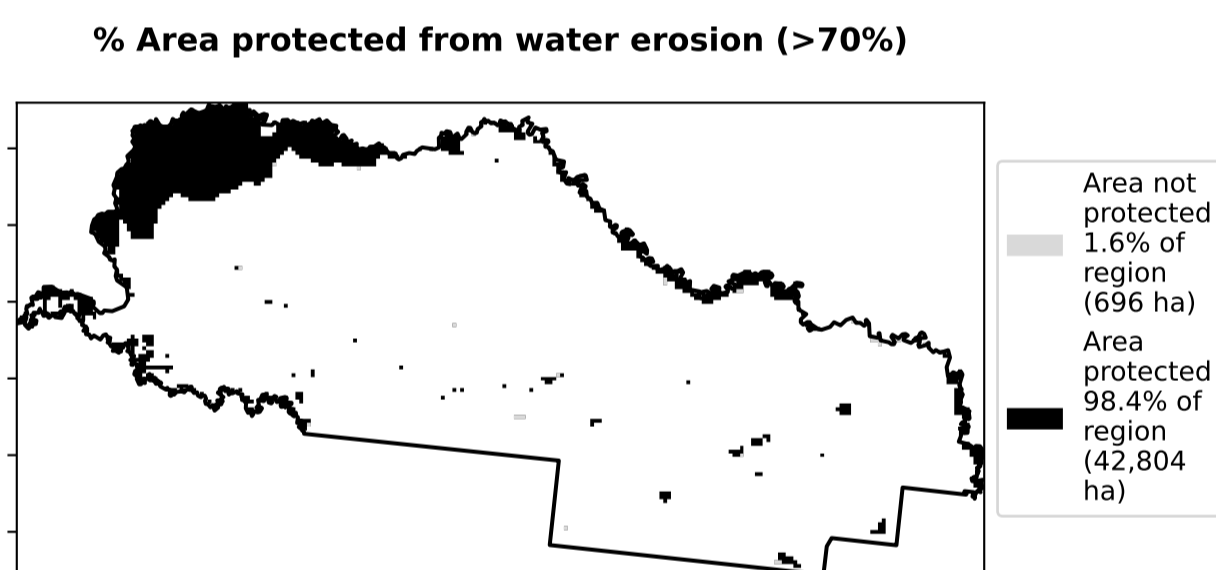 % Area protected from water erosion (>70%)
Area not
protected
1.6% of
region
(696 ha)
Area
protected
98.4% of
region
(42,804
ha)